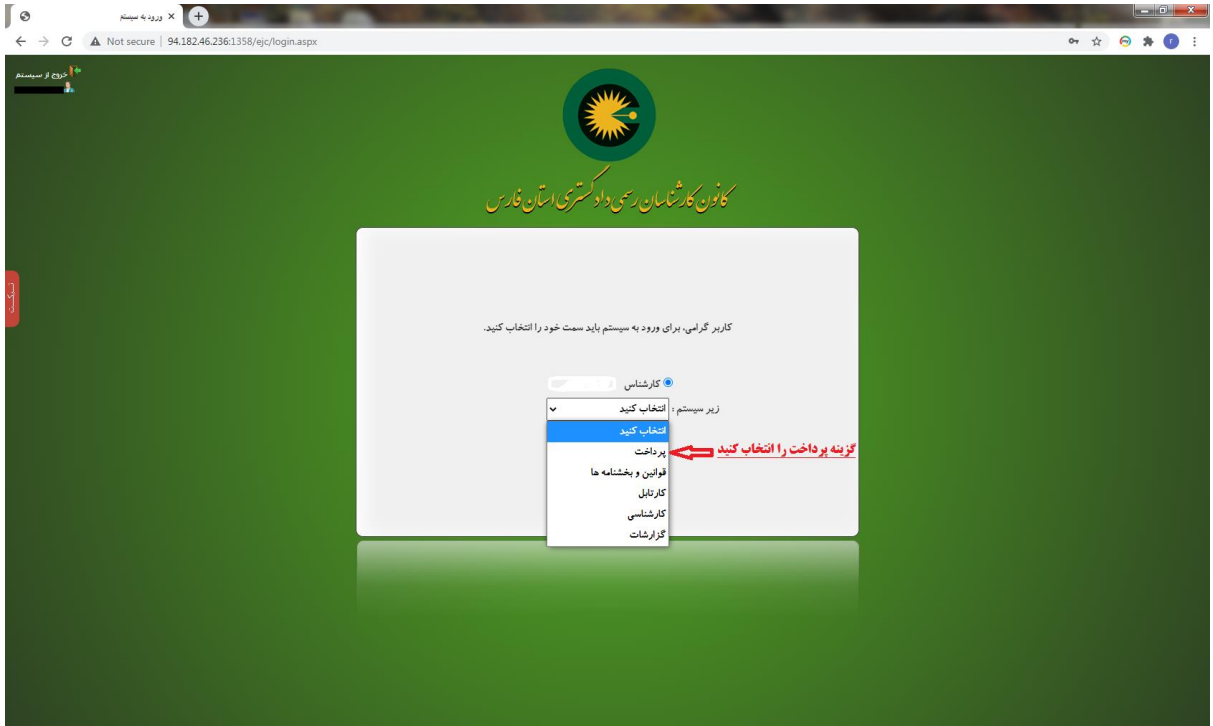 ورود به سیستم
Not secure | 94.182.46.236:1358/ejc/login.aspx
r
خروج از سیستم
کانون کارشناسان رسمی دادگستری استان فارس
تیکت
کاربر گرامی، برای ورود به سیستم باید سمت خود را انتخاب کنید.
کارشناس
زیر سیستم : انتخاب کنید
انتخاب کنید
پرداخت
گزینه پرداخت را انتخاب کنید
قوانین و بخشنامه ها
کارتابل
کارشناسی
گزارشات